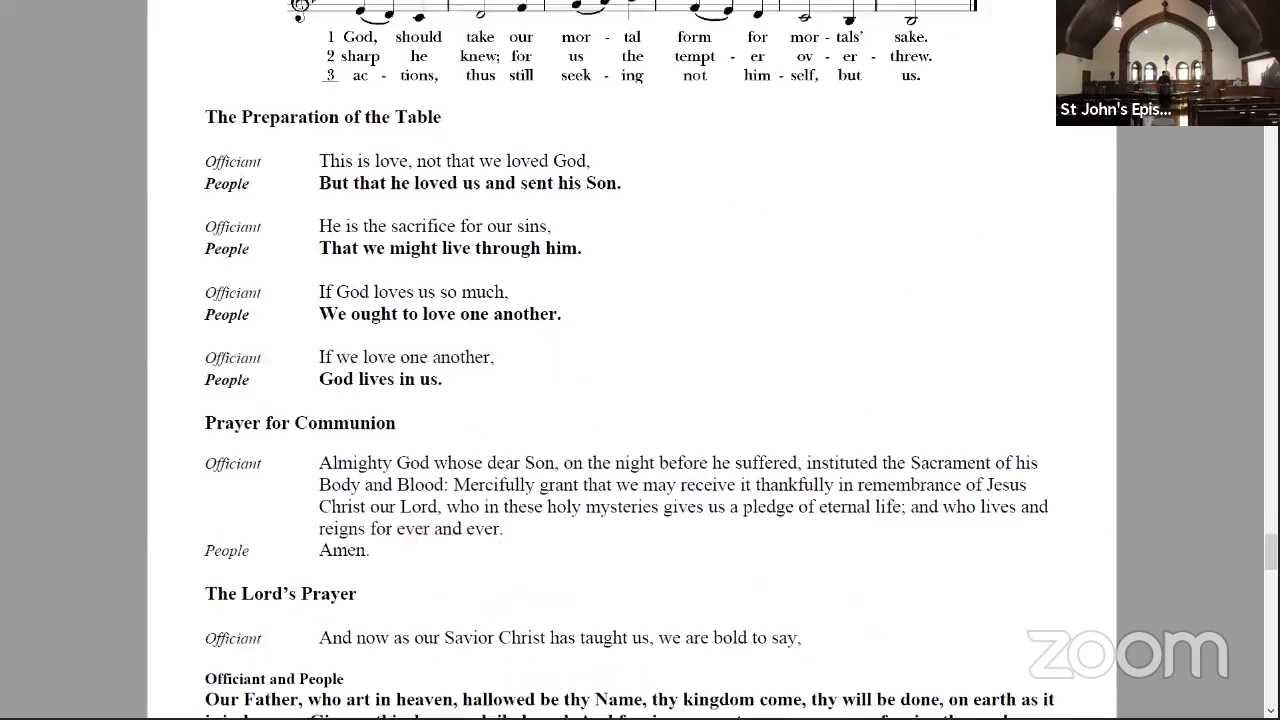 1 God, should take our mor - tal form for mor - tals’ sake.
2 sharp he knew; for us the tempt - er ov - er - threw.
3 ac - tions, thus still seek - ing not him - self, but us.
St John's Epis...
The Preparation of the Table
Officiant This is love, not that we loved God,
People But that he loved us and sent his Son.
Officiant He is the sacrifice for our sins,
People That we might live through him.
Officiant If God loves us so much,
People We ought to love one another.
Officiant If we love one another,
People God lives in us.
Prayer for Communion
Officiant Almighty God whose dear Son, on the night before he suffered, instituted the Sacrament of his
Body and Blood: Mercifully grant that we may receive it thankfully in remembrance of Jesus
Christ our Lord, who in these holy mysteries gives us a pledge of eternal life; and who lives and
reigns for ever and ever.
People Amen.
The Lord’s Prayer
Officiant And now as our Savior Christ has taught us, we are bold to say,
zoom
Officiant and People
Our Father, who art in heaven, hallowed be thy Name, thy kingdom come, thy will be done, on earth as it